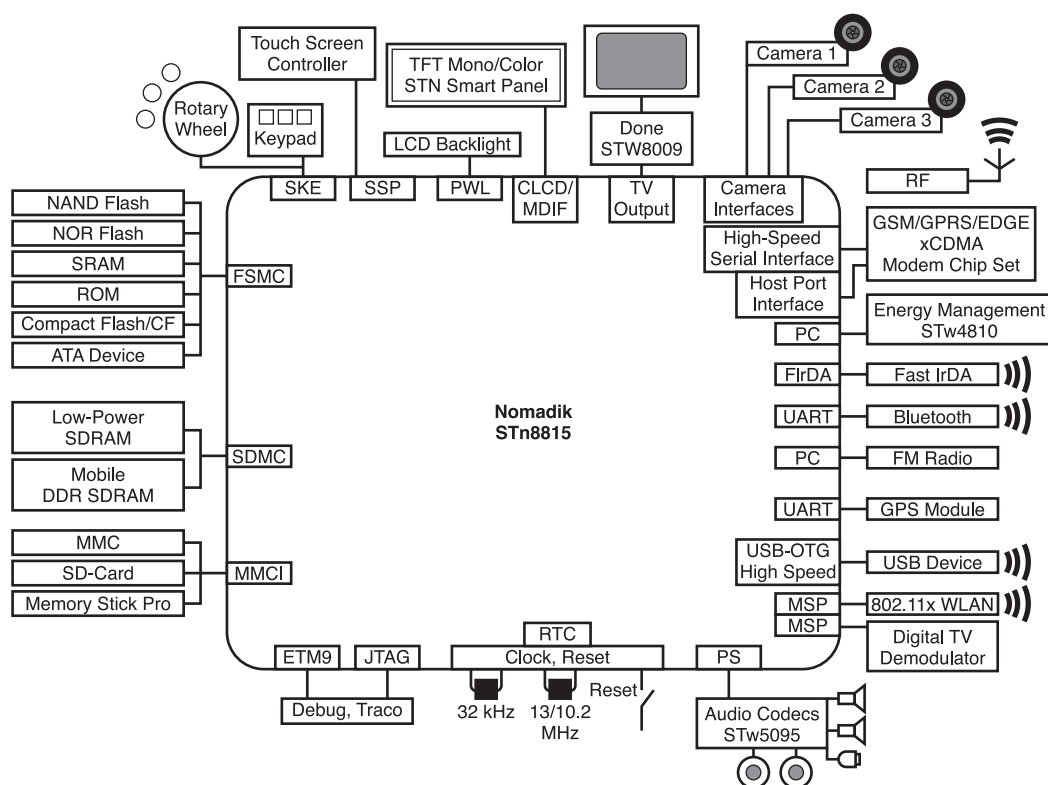 Touch Screen
Controller
TFT Mono/Color
STN Smart Panel
Camera 1
Camera 2
Camera 3
Rotary
Wheel
Keypad
LCD Backlight
Done
STW8009
RF
SKE
SSP
PWL
CLCD/
MDIF
TV
Output
Camera
Interfaces
NAND Flash
NOR Flash
SRAM
ROM
Compact Flash/CF
ATA Device
FSMC
High-Speed
Serial Interface
Host Port
Interface
GSM/GPRS/EDGE
xCDMA
Modem Chip Set
PC
Energy Management
STw4810
FIrDA
Fast IrDA
Nomadik
STn8815
UART
Bluetooth
Low-Power
SDRAM
Mobile
DDR SDRAM
SDMC
PC
FM Radio
UART
GPS Module
MMC
SD-Card
Memory Stick Pro
MMCI
USB-OTG
High Speed
USB Device
MSP
802.11x WLAN
MSP
Digital TV
Demodulator
RTC
ETM9
JTAG
Clock, Reset
PS
Debug, Traco
32 kHz
13/10.2
MHz
Reset
Audio Codecs
STw5095